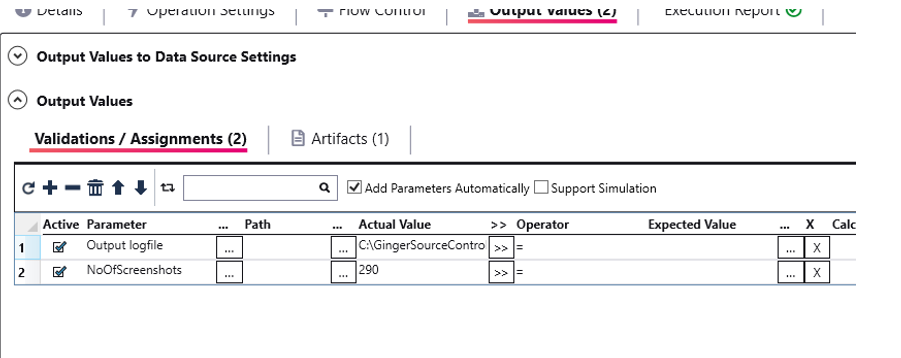 Details Operation Settings Flow Control Output Values (2) Execution Report
Output Values to Data Source Settings
Output Values
Validations / Assignments (2) Artifacts (1)
Add Parameters Automatically Support Simulation
Active Parameter ... Path ... Actual Value >> Operator Expected Value ... X Calc
1 Output logfile ... ... C:\GingerSourceControl >> = ... X
2 NoOfScreenshots ... ... 290 >> = ... X